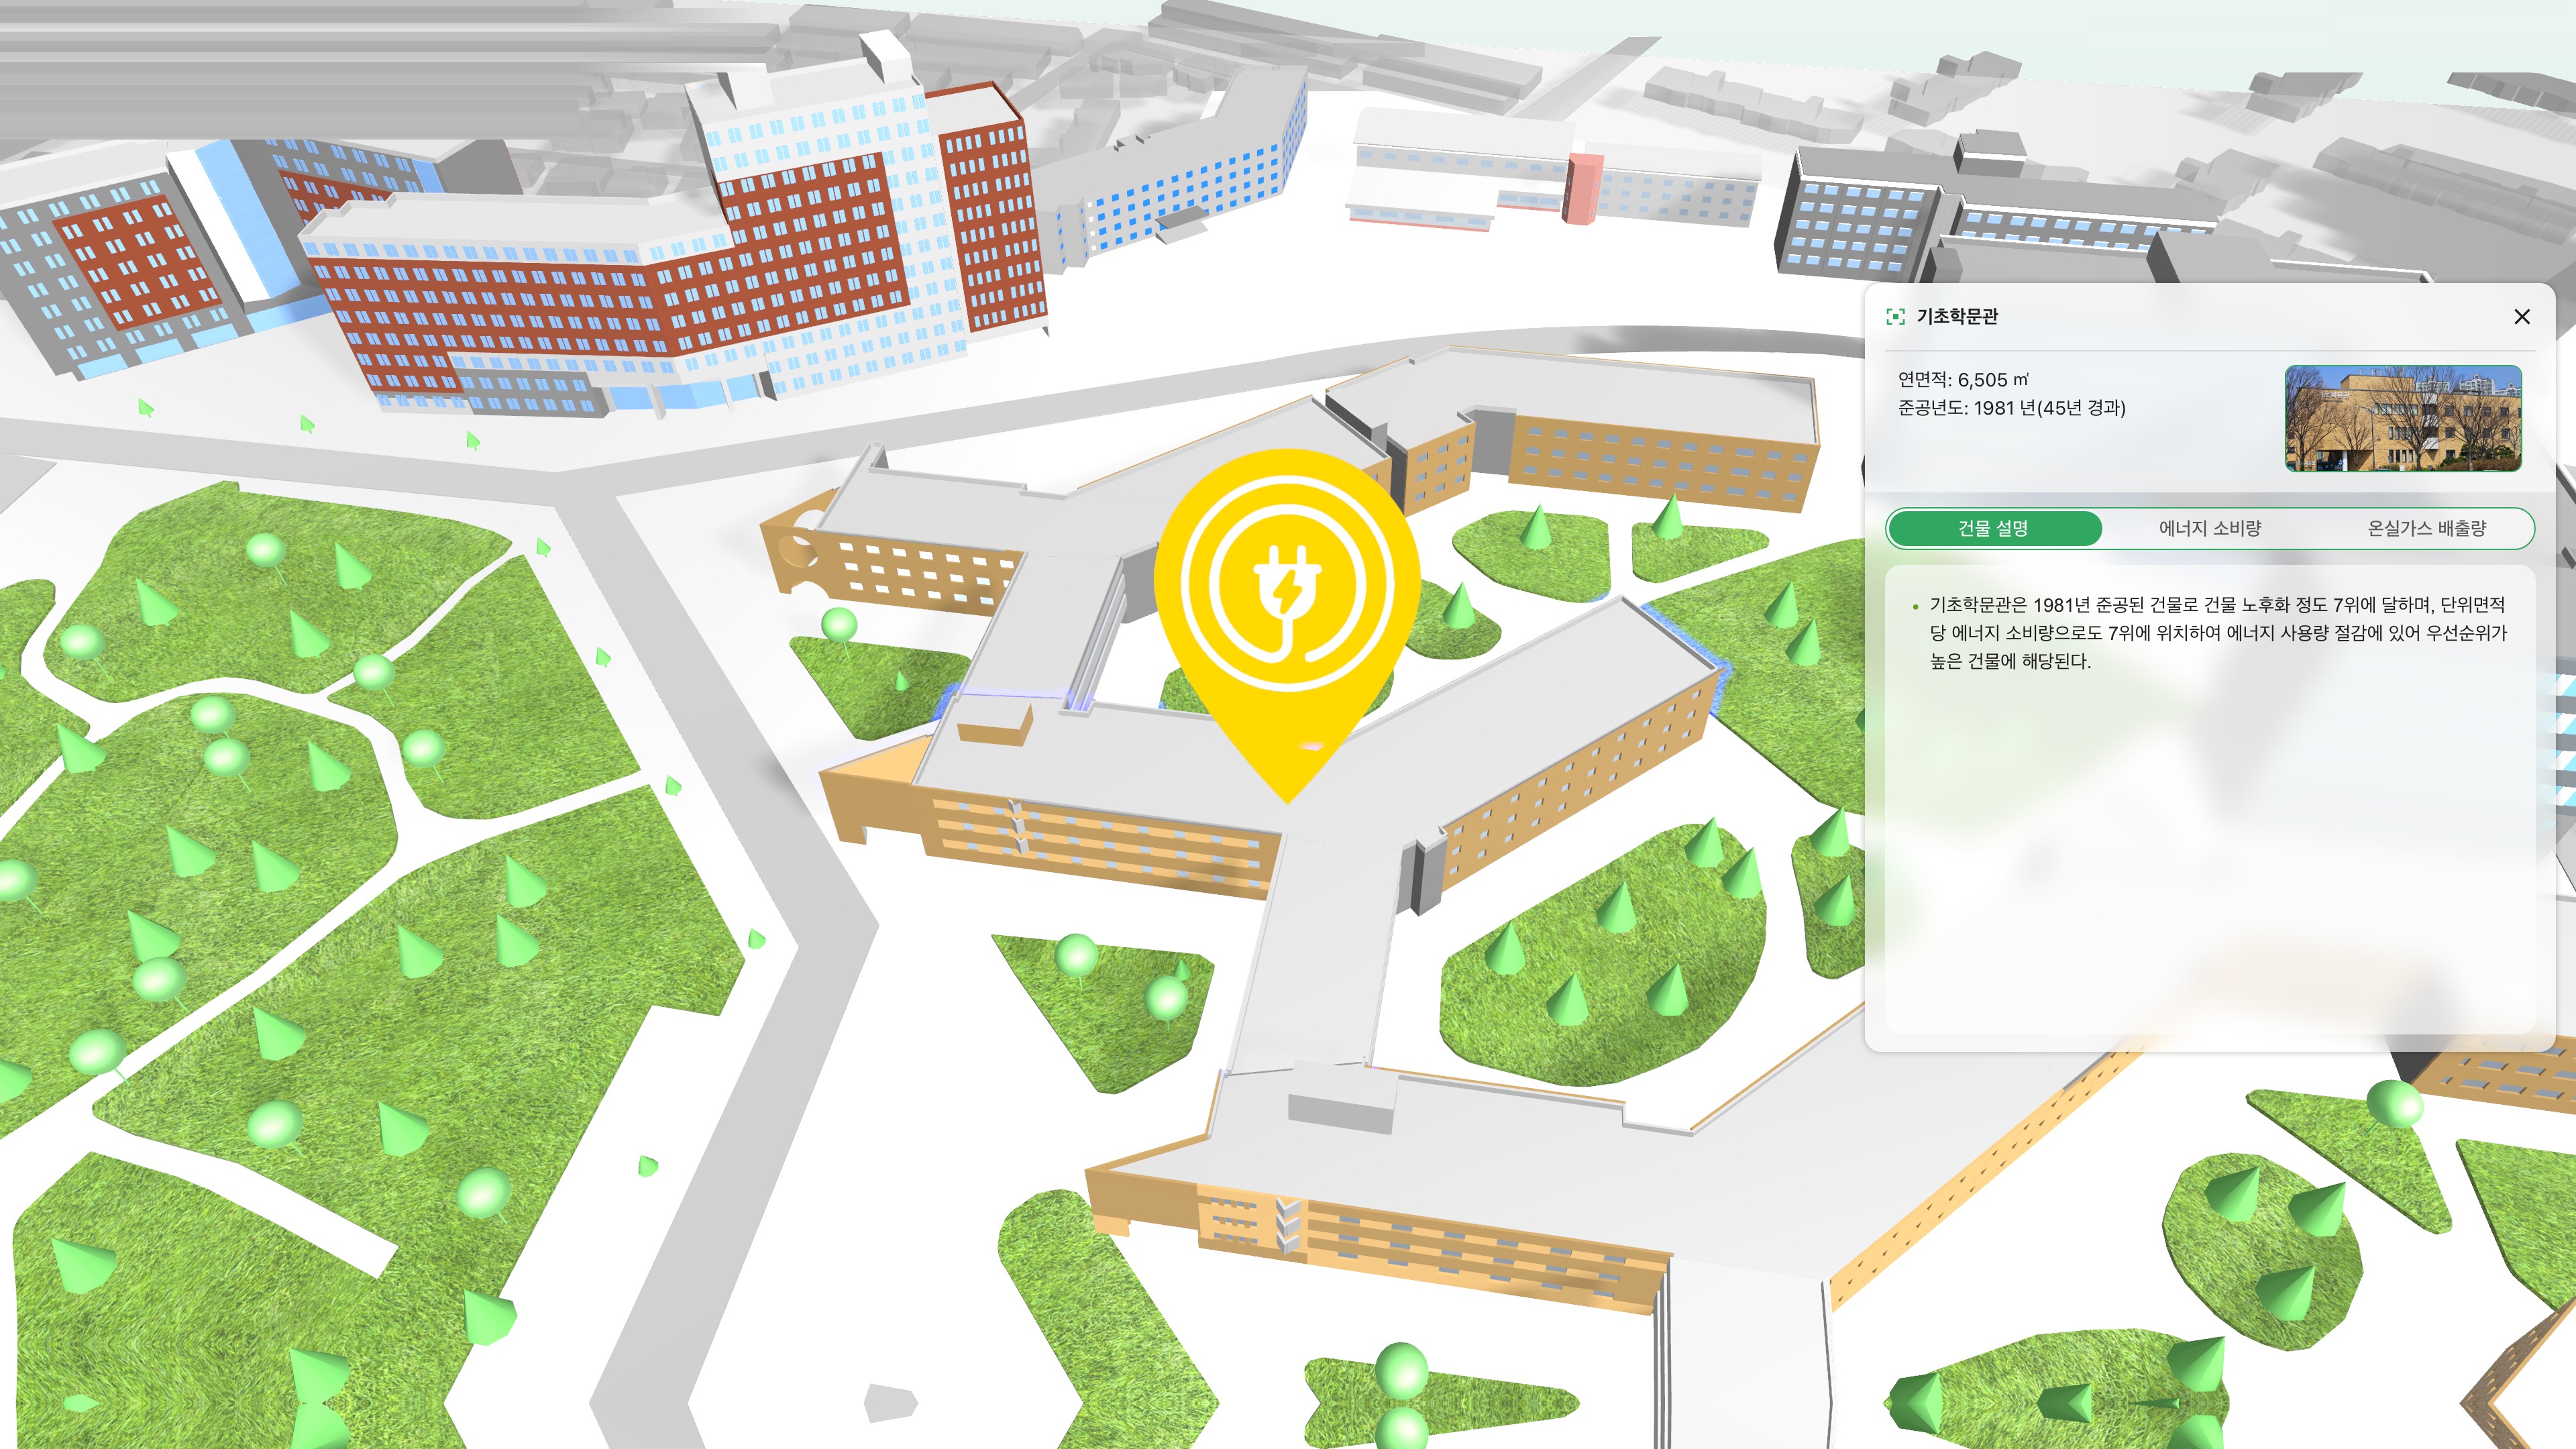 기초학문관
연면적: 6,505 ㎡
준공년도: 1981 년(45년 경과)
건물 설명
에너지 소비량
온실가스 배출량
기초학문관은 1981년 준공된 건물로 건물 노후화 정도 7위에 달하며, 단위면적
당 에너지 소비량으로도 7위에 위치하여 에너지 사용량 절감에 있어 우선순위가
높은 건물에 해당된다.